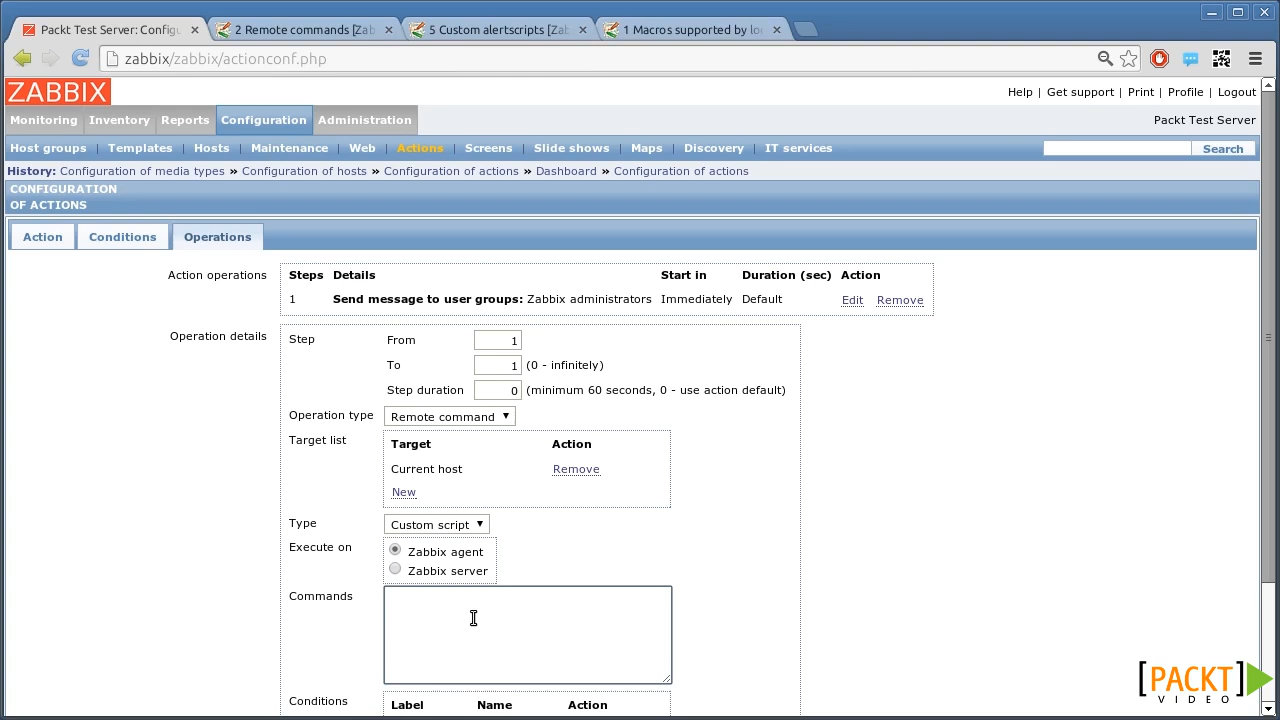 Packt Test Server: Configu
2 Remote commands [Zab
5 Custom alertscripts [Zab
1 Macros supported by lo
zabbix/zabbix/actionconf.php
ZABBIX
Help | Get support | Print | Profile | Logout
Monitoring Inventory Reports Configuration Administration
Packt Test Server
Host groups | Templates | Hosts | Maintenance | Web | Actions | Screens | Slide shows | Maps | Discovery | IT services
Search
History: Configuration of media types » Configuration of hosts » Configuration of actions » Dashboard » Configuration of actions
CONFIGURATION
OF ACTIONS
Action Conditions Operations
Action operations
Steps Details Start in Duration (sec) Action
1 Send message to user groups: Zabbix administrators Immediately Default Edit Remove
Operation details
Step From 1
To 1 (0 - infinitely)
Step duration 0 (minimum 60 seconds, 0 - use action default)
Operation type Remote command
Target list
Target Action
Current host Remove
New
Type Custom script
Execute on Zabbix agent
Zabbix server
Commands
Conditions
Label Name Action
[PACKT]
VIDEO